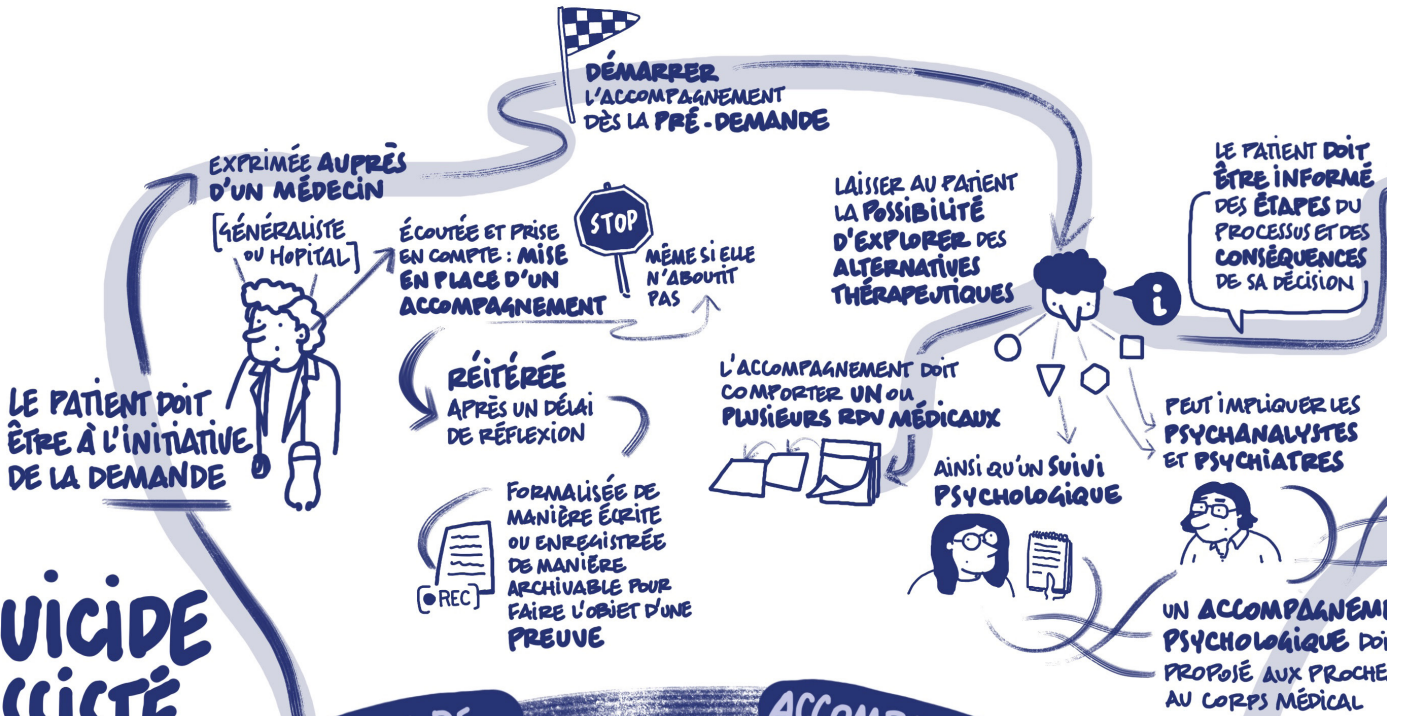 DÉMARRER
L'ACCOMPAGNEMENT
DÈS LA PRÉ-DEMANDE
EXPRIMÉE AUPRÈS
D'UN MÉDECIN
[GÉNÉRALISTE
OU HOPITAL]
ÉCOUTÉE ET PRISE
EN COMPTE : MISE
EN PLACE D'UN
ACCOMPAGNEMENT
STOP
MÊME SI ELLE
N'ABOUTIT
PAS
LE PATIENT DOIT
ÊTRE À L'INITIATIVE
DE LA DEMANDE
RÉITÉRÉE
APRÈS UN DÉLAI
DE RÉFLEXION
FORMALISÉE DE
MANIÈRE ÉCRITE
OU ENREGISTRÉE
DE MANIÈRE
ARCHIVABLE POUR
FAIRE L'OBJET D'UNE
PREUVE
[REC]
LAISSER AU PATIENT
LA POSSIBILITÉ
D'EXPLORER DES
ALTERNATIVES
THÉRAPEUTIQUES
i
LE PATIENT DOIT
ÊTRE INFORMÉ
DES ÉTAPES DU
PROCESSUS ET DES
CONSÉQUENCES
DE SA DÉCISION
L'ACCOMPAGNEMENT DOIT
COMPORTER UN OU
PLUSIEURS RDV MÉDICAUX
AINSI QU'UN SUIVI
PSYCHOLOGIQUE
PEUT IMPLIQUER LES
PSYCHANALYSTES
ET PSYCHIATRES
UN ACCOMPAGNEM
PSYCHOLOGIQUE DOI
PROPOSÉ AUX PROCHE
AU CORPS MÉDICAL
UICIDE
DE
ACCOMP